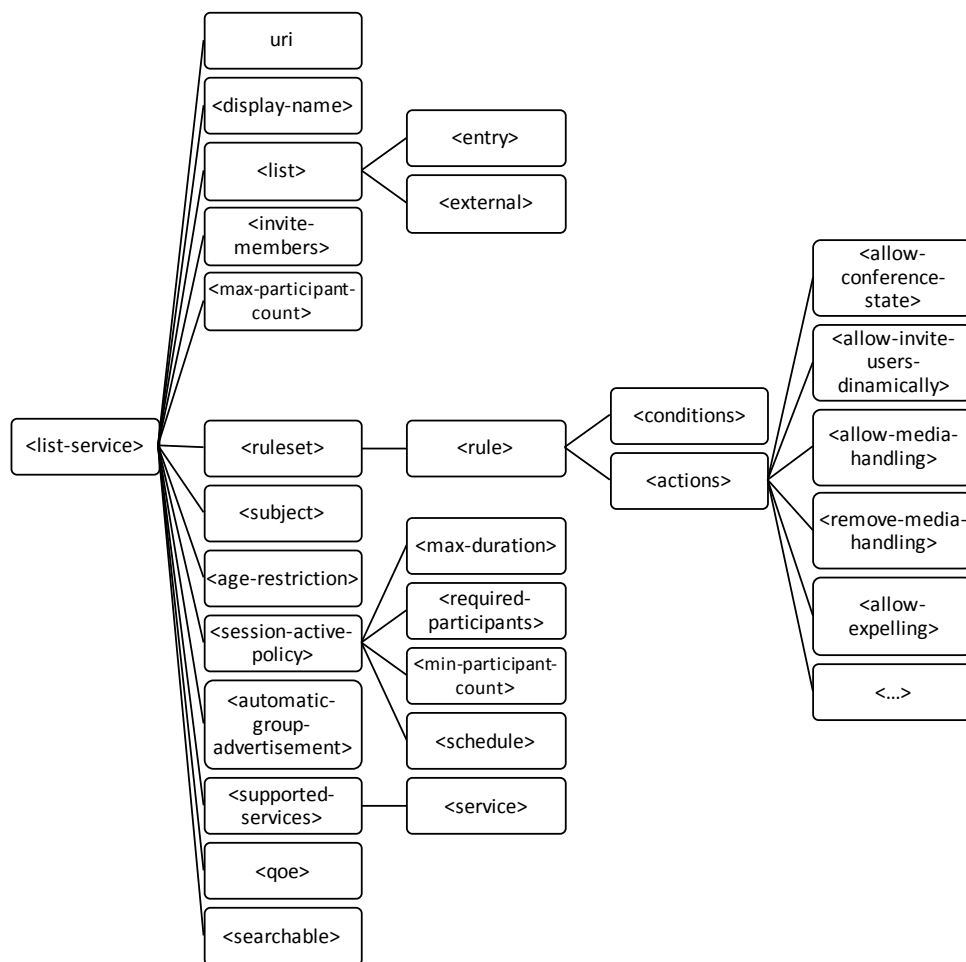 uri
<display-name>
<list>
<entry>
<external>
<invite-
members>
<max-participant-
count>
<list-service>
<ruleset>
<rule>
<conditions>
<actions>
<allow-
conference-
state>
<allow-invite-
users-
dinamically>
<allow-media-
handling>
<remove-media-
handling>
<allow-
expelling>
<...>
<subject>
<age-restriction>
<session-active-
policy>
<max-duration>
<required-
participants>
<min-participant-
count>
<schedule>
<automatic-
group-
advertisement>
<supported-
services>
<service>
<qoe>
<searchable>